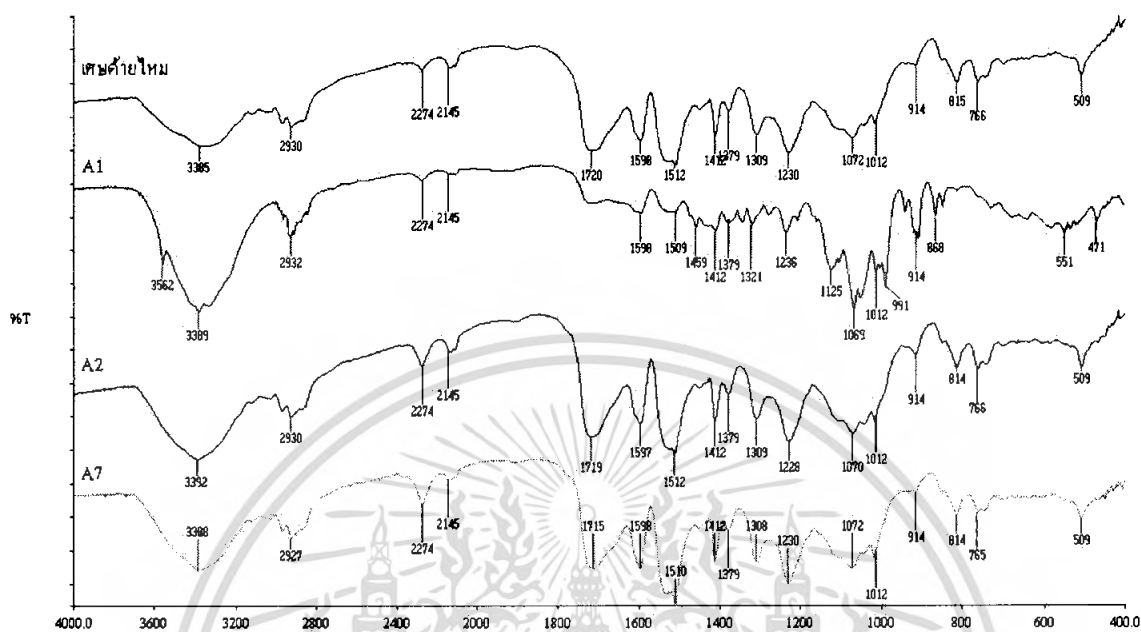 เศษด้ายไหม
3385 2930 2274 2145 1720 1598 1512 1412 1379 1309 1230 1072 1012 914 815 766 509
A1
3562 3389 2932 2274 2145 1598 1509 1459 1412 1379 1321 1236 1125 1069 1012 991 914 868 551 471
%T
A2
3392 2930 2274 2145 1719 1597 1512 1412 1379 1309 1228 1070 1012 914 814 766 509
A7
3388 2927 2274 2145 1715 1598 1510 1412 1379 1308 1230 1072 1012 914 814 765 509
4000.0 3600 3200 2800 2400 2000 1800 1600 1400 1200 1000 800 600 400.0